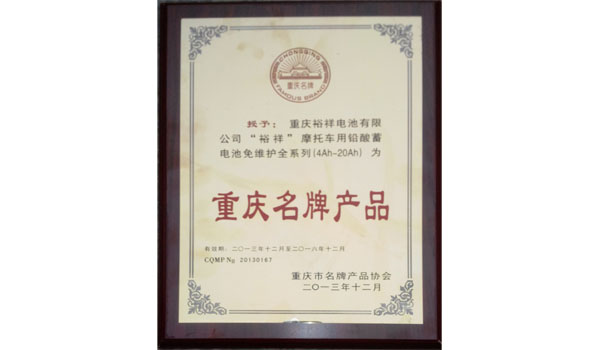 CHONGQING
重庆名牌
FAMOUS BRAND
授予：重庆裕祥电池有限
公司“裕祥”摩托车用铅酸蓄
电池免维护全系列(4Ah-20Ah) 为
重庆名牌产品
有效期：二〇一三年十二月至二〇一六年十二月
CQMP Ng 20130167
重庆市名牌产品协会
二〇一三年十二月